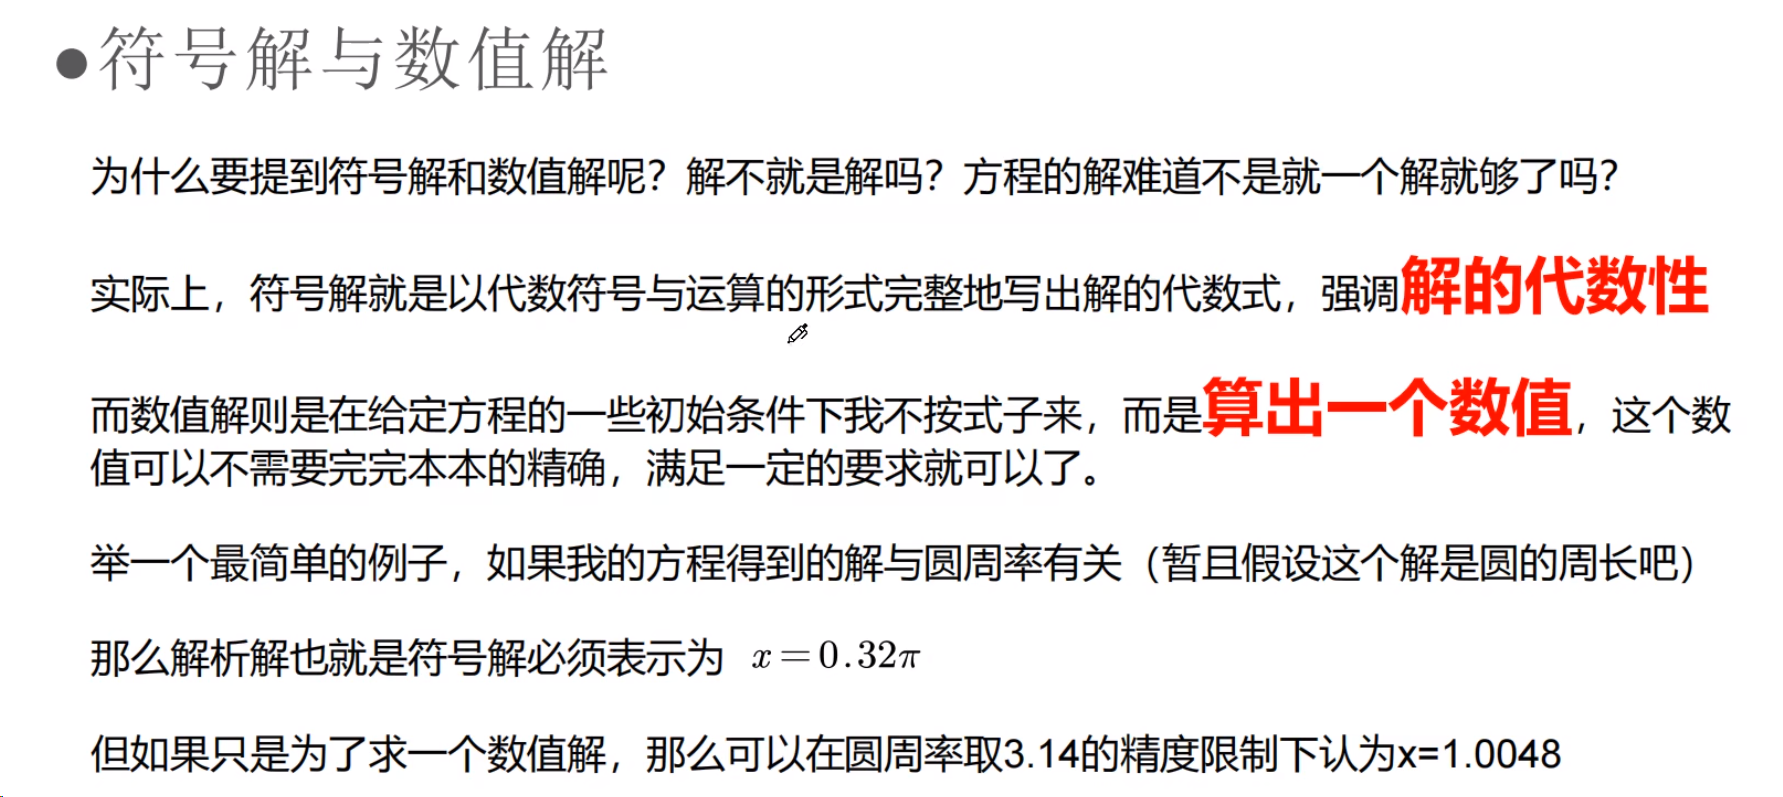 ●符号解与数值解
为什么要提到符号解和数值解呢？解不就是解吗？方程的解难道不是就一个解就够了吗？
实际上，符号解就是以代数符号与运算的形式完整地写出解的代数式，强调解的代数性
而数值解则是在给定方程的一些初始条件下我不按式子来，而是算出一个数值，这个数
值可以不需要完完本本的精确，满足一定的要求就可以了。
举一个最简单的例子，如果我的方程得到的解与圆周率有关（暂且假设这个解是圆的周长吧）
那么解析解也就是符号解必须表示为 x=0.32π
但如果只是为了求一个数值解，那么可以在圆周率取3.14的精度限制下认为x=1.0048